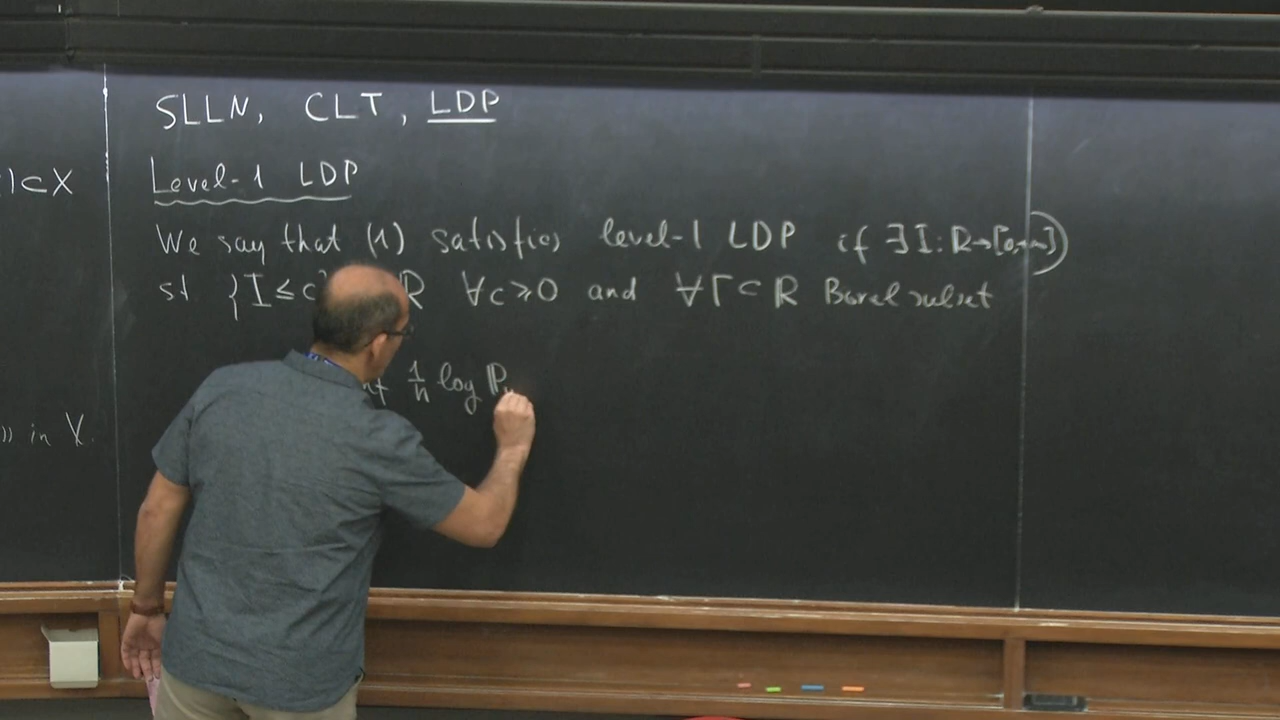 SLLN, CLT, LDP
Level-1 LDP
)⊂X
We say that (1) satisfies level-1 LDP if ∃ I: R→[0,+∞]
st {I ≤ c} R ∀c≥0 and ∀Γ⊂R Borel subset
1/n log P
)) in X.